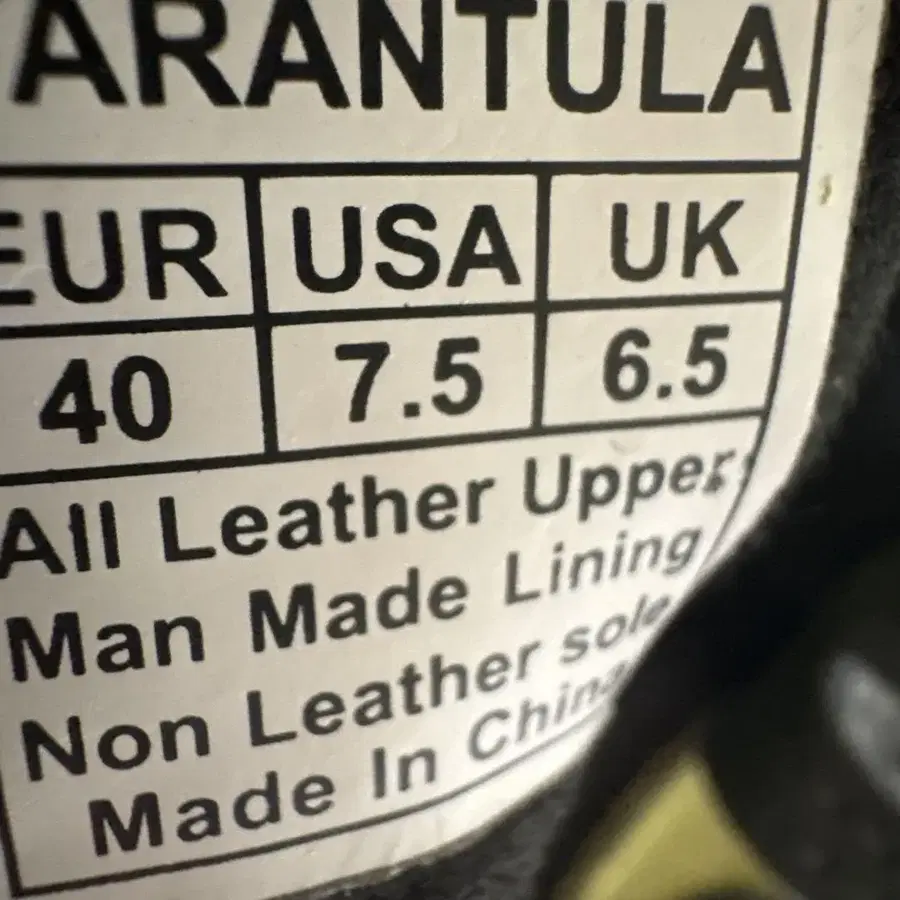 ARANTULA
EUR USA UK
40 7.5 6.5
All Leather Upper
Man Made Lining
Non Leather sole
Made In China